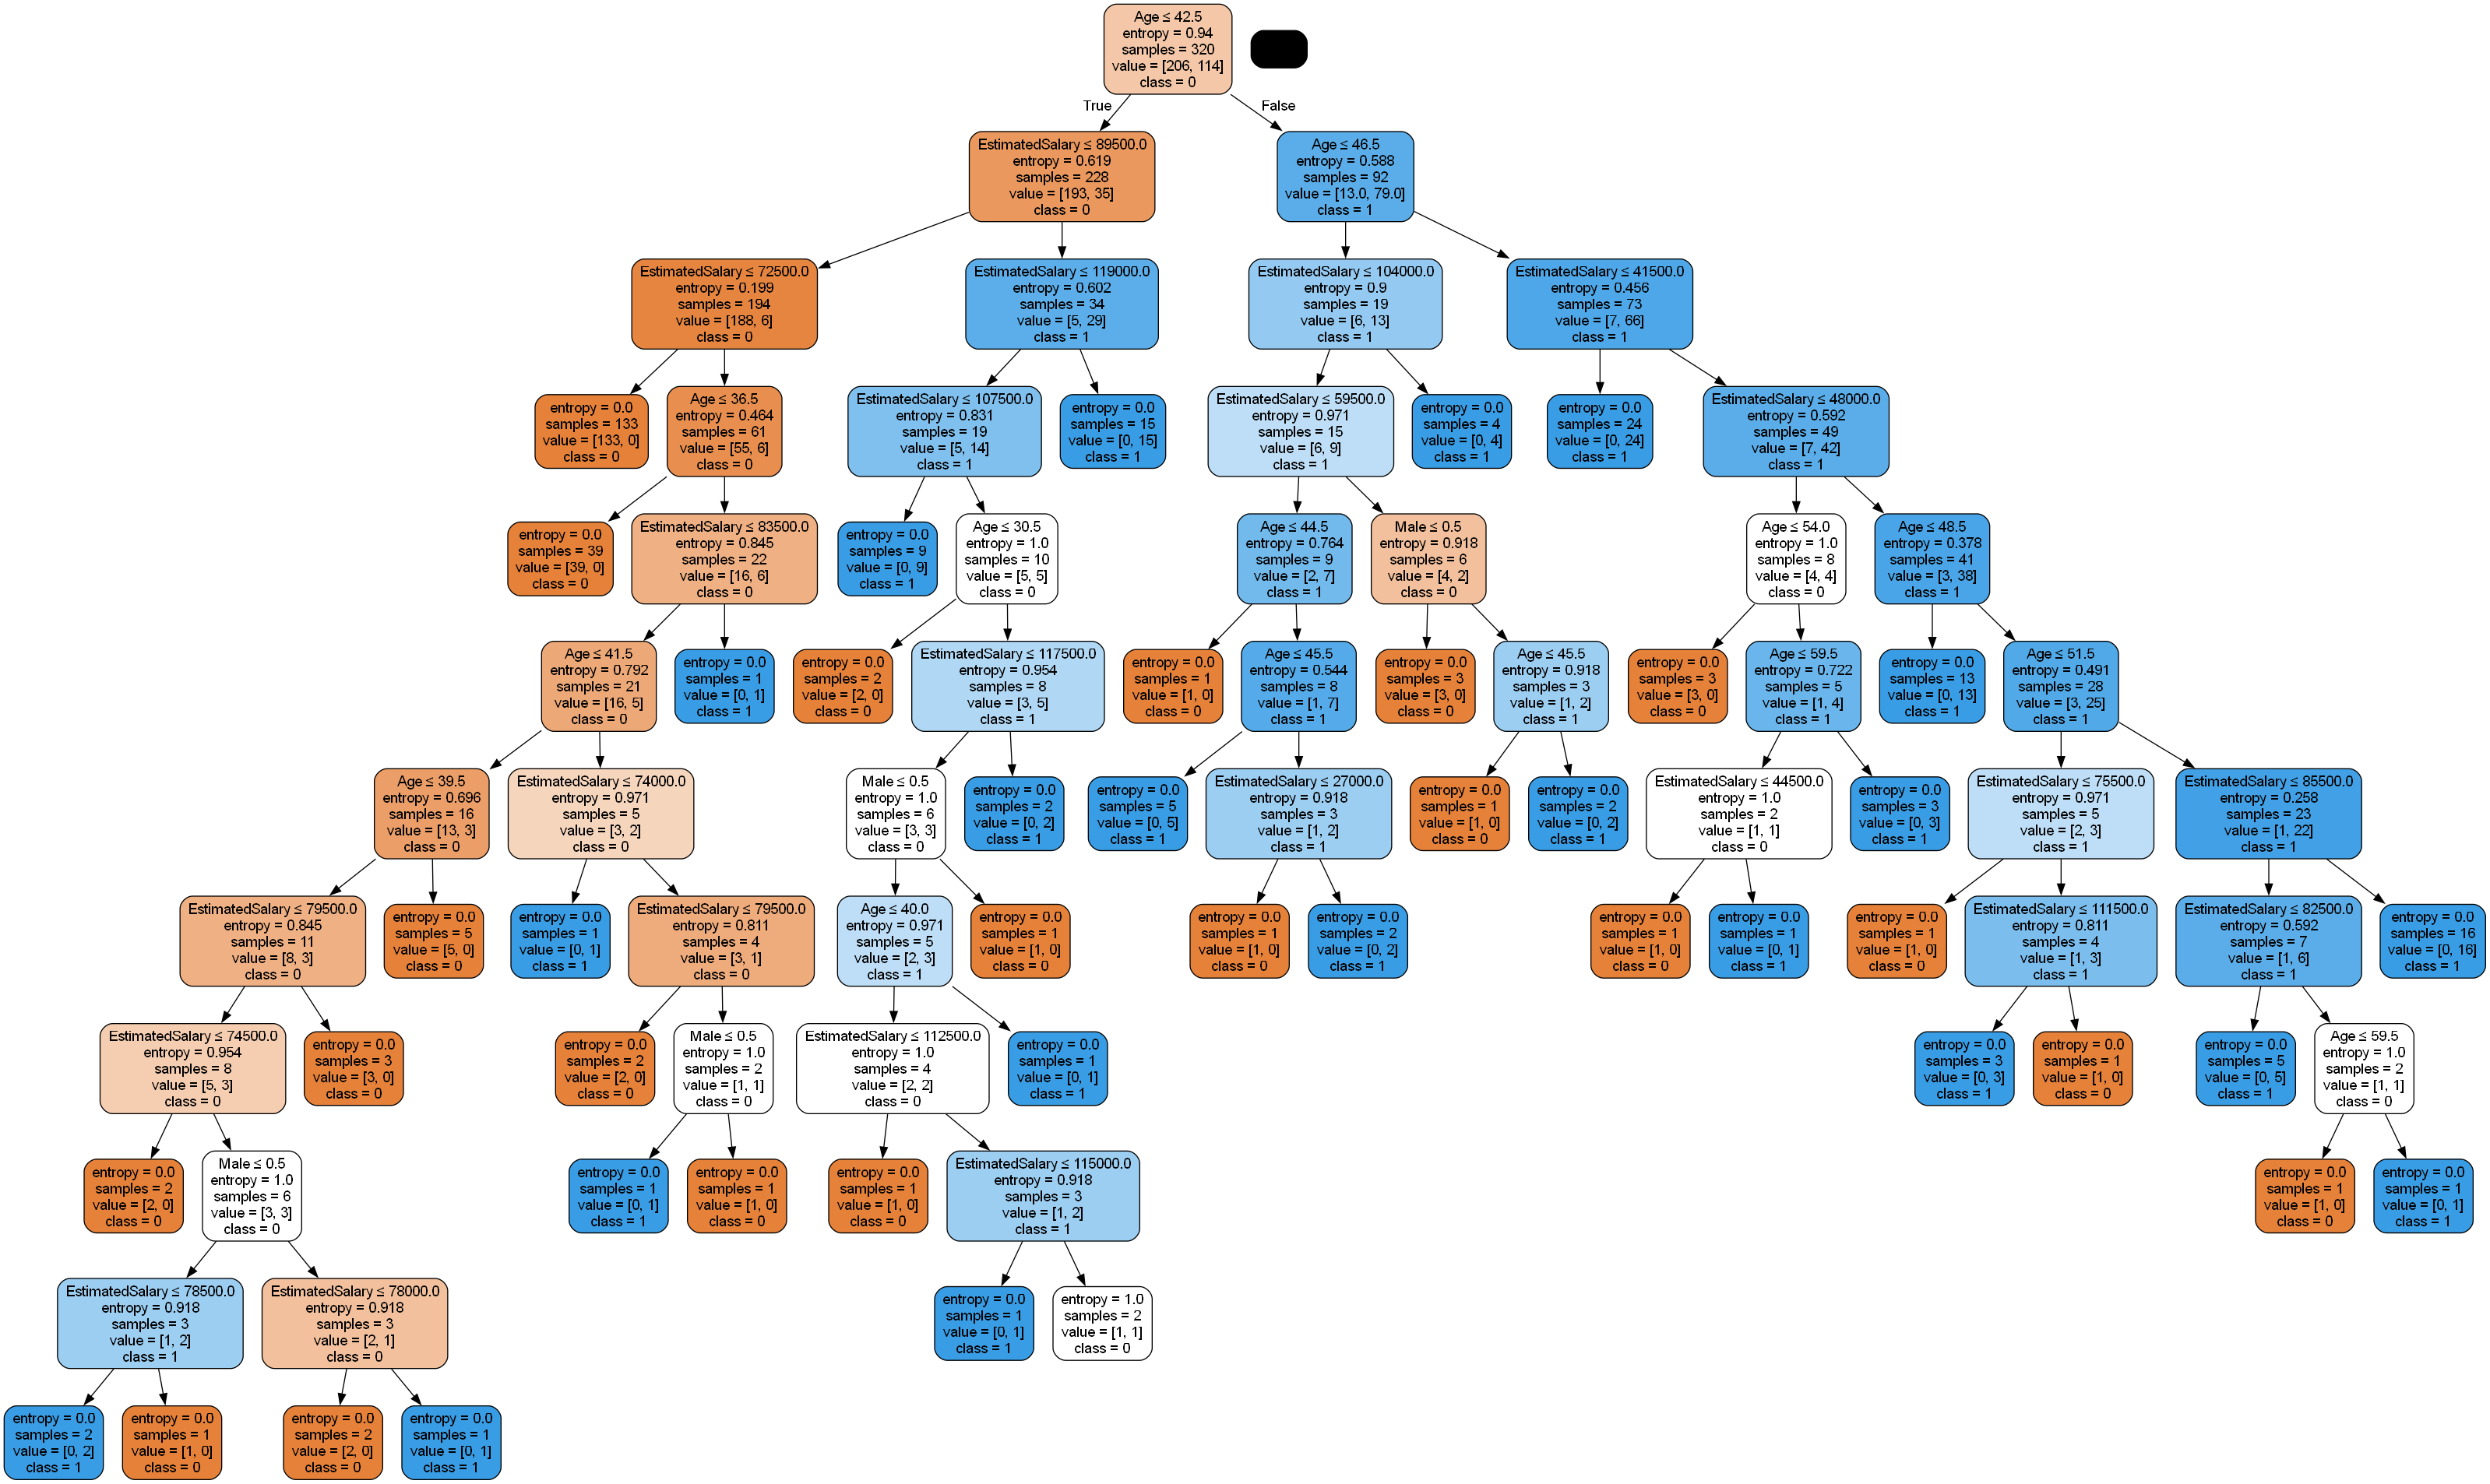 Age ≤ 42.5
entropy = 0.94
samples = 320
value = [206, 114]
class = 0
True
False
EstimatedSalary ≤ 89500.0
entropy = 0.619
samples = 228
value = [193, 35]
class = 0
Age ≤ 46.5
entropy = 0.588
samples = 92
value = [13.0, 79.0]
class = 1
EstimatedSalary ≤ 72500.0
entropy = 0.199
samples = 194
value = [188, 6]
class = 0
EstimatedSalary ≤ 119000.0
entropy = 0.602
samples = 34
value = [5, 29]
class = 1
EstimatedSalary ≤ 104000.0
entropy = 0.9
samples = 19
value = [6, 13]
class = 1
EstimatedSalary ≤ 41500.0
entropy = 0.456
samples = 73
value = [7, 66]
class = 1
entropy = 0.0
samples = 133
value = [133, 0]
class = 0
Age ≤ 36.5
entropy = 0.464
samples = 61
value = [55, 6]
class = 0
EstimatedSalary ≤ 107500.0
entropy = 0.831
samples = 19
value = [5, 14]
class = 1
entropy = 0.0
samples = 15
value = [0, 15]
class = 1
EstimatedSalary ≤ 59500.0
entropy = 0.971
samples = 15
value = [6, 9]
class = 1
entropy = 0.0
samples = 4
value = [0, 4]
class = 1
entropy = 0.0
samples = 24
value = [0, 24]
class = 1
EstimatedSalary ≤ 48000.0
entropy = 0.592
samples = 49
value = [7, 42]
class = 1
entropy = 0.0
samples = 39
value = [39, 0]
class = 0
EstimatedSalary ≤ 83500.0
entropy = 0.845
samples = 22
value = [16, 6]
class = 0
entropy = 0.0
samples = 9
value = [0, 9]
class = 1
Age ≤ 30.5
entropy = 1.0
samples = 10
value = [5, 5]
class = 0
Age ≤ 44.5
entropy = 0.764
samples = 9
value = [2, 7]
class = 1
Male ≤ 0.5
entropy = 0.918
samples = 6
value = [4, 2]
class = 0
Age ≤ 54.0
entropy = 1.0
samples = 8
value = [4, 4]
class = 0
Age ≤ 48.5
entropy = 0.378
samples = 41
value = [3, 38]
class = 1
Age ≤ 41.5
entropy = 0.792
samples = 21
value = [16, 5]
class = 0
entropy = 0.0
samples = 1
value = [0, 1]
class = 1
entropy = 0.0
samples = 2
value = [2, 0]
class = 0
EstimatedSalary ≤ 117500.0
entropy = 0.954
samples = 8
value = [3, 5]
class = 1
entropy = 0.0
samples = 1
value = [1, 0]
class = 0
Age ≤ 45.5
entropy = 0.544
samples = 8
value = [1, 7]
class = 1
entropy = 0.0
samples = 3
value = [3, 0]
class = 0
Age ≤ 45.5
entropy = 0.918
samples = 3
value = [1, 2]
class = 1
entropy = 0.0
samples = 3
value = [3, 0]
class = 0
Age ≤ 59.5
entropy = 0.722
samples = 5
value = [1, 4]
class = 1
entropy = 0.0
samples = 13
value = [0, 13]
class = 1
Age ≤ 51.5
entropy = 0.491
samples = 28
value = [3, 25]
class = 1
Age ≤ 39.5
entropy = 0.696
samples = 16
value = [13, 3]
class = 0
EstimatedSalary ≤ 74000.0
entropy = 0.971
samples = 5
value = [3, 2]
class = 0
Male ≤ 0.5
entropy = 1.0
samples = 6
value = [3, 3]
class = 0
entropy = 0.0
samples = 2
value = [0, 2]
class = 1
entropy = 0.0
samples = 5
value = [0, 5]
class = 1
EstimatedSalary ≤ 27000.0
entropy = 0.918
samples = 3
value = [1, 2]
class = 1
entropy = 0.0
samples = 1
value = [1, 0]
class = 0
entropy = 0.0
samples = 2
value = [0, 2]
class = 1
EstimatedSalary ≤ 44500.0
entropy = 1.0
samples = 2
value = [1, 1]
class = 0
entropy = 0.0
samples = 3
value = [0, 3]
class = 1
EstimatedSalary ≤ 75500.0
entropy = 0.971
samples = 5
value = [2, 3]
class = 1
EstimatedSalary ≤ 85500.0
entropy = 0.258
samples = 23
value = [1, 22]
class = 1
EstimatedSalary ≤ 79500.0
entropy = 0.845
samples = 11
value = [8, 3]
class = 0
entropy = 0.0
samples = 5
value = [5, 0]
class = 0
entropy = 0.0
samples = 1
value = [0, 1]
class = 1
EstimatedSalary ≤ 79500.0
entropy = 0.811
samples = 4
value = [3, 1]
class = 0
Age ≤ 40.0
entropy = 0.971
samples = 5
value = [2, 3]
class = 1
entropy = 0.0
samples = 1
value = [1, 0]
class = 0
entropy = 0.0
samples = 1
value = [1, 0]
class = 0
entropy = 0.0
samples = 2
value = [0, 2]
class = 1
entropy = 0.0
samples = 1
value = [1, 0]
class = 0
entropy = 0.0
samples = 1
value = [0, 1]
class = 1
entropy = 0.0
samples = 1
value = [1, 0]
class = 0
EstimatedSalary ≤ 111500.0
entropy = 0.811
samples = 4
value = [1, 3]
class = 1
EstimatedSalary ≤ 82500.0
entropy = 0.592
samples = 7
value = [1, 6]
class = 1
entropy = 0.0
samples = 16
value = [0, 16]
class = 1
EstimatedSalary ≤ 74500.0
entropy = 0.954
samples = 8
value = [5, 3]
class = 0
entropy = 0.0
samples = 3
value = [3, 0]
class = 0
entropy = 0.0
samples = 2
value = [2, 0]
class = 0
Male ≤ 0.5
entropy = 1.0
samples = 2
value = [1, 1]
class = 0
EstimatedSalary ≤ 112500.0
entropy = 1.0
samples = 4
value = [2, 2]
class = 0
entropy = 0.0
samples = 1
value = [0, 1]
class = 1
entropy = 0.0
samples = 3
value = [0, 3]
class = 1
entropy = 0.0
samples = 1
value = [1, 0]
class = 0
entropy = 0.0
samples = 5
value = [0, 5]
class = 1
Age ≤ 59.5
entropy = 1.0
samples = 2
value = [1, 1]
class = 0
entropy = 0.0
samples = 2
value = [2, 0]
class = 0
Male ≤ 0.5
entropy = 1.0
samples = 6
value = [3, 3]
class = 0
entropy = 0.0
samples = 1
value = [0, 1]
class = 1
entropy = 0.0
samples = 1
value = [1, 0]
class = 0
entropy = 0.0
samples = 1
value = [1, 0]
class = 0
EstimatedSalary ≤ 115000.0
entropy = 0.918
samples = 3
value = [1, 2]
class = 1
entropy = 0.0
samples = 1
value = [1, 0]
class = 0
entropy = 0.0
samples = 1
value = [0, 1]
class = 1
EstimatedSalary ≤ 78500.0
entropy = 0.918
samples = 3
value = [1, 2]
class = 1
EstimatedSalary ≤ 78000.0
entropy = 0.918
samples = 3
value = [2, 1]
class = 0
entropy = 0.0
samples = 1
value = [0, 1]
class = 1
entropy = 1.0
samples = 2
value = [1, 1]
class = 0
entropy = 0.0
samples = 2
value = [0, 2]
class = 1
entropy = 0.0
samples = 1
value = [1, 0]
class = 0
entropy = 0.0
samples = 2
value = [2, 0]
class = 0
entropy = 0.0
samples = 1
value = [0, 1]
class = 1